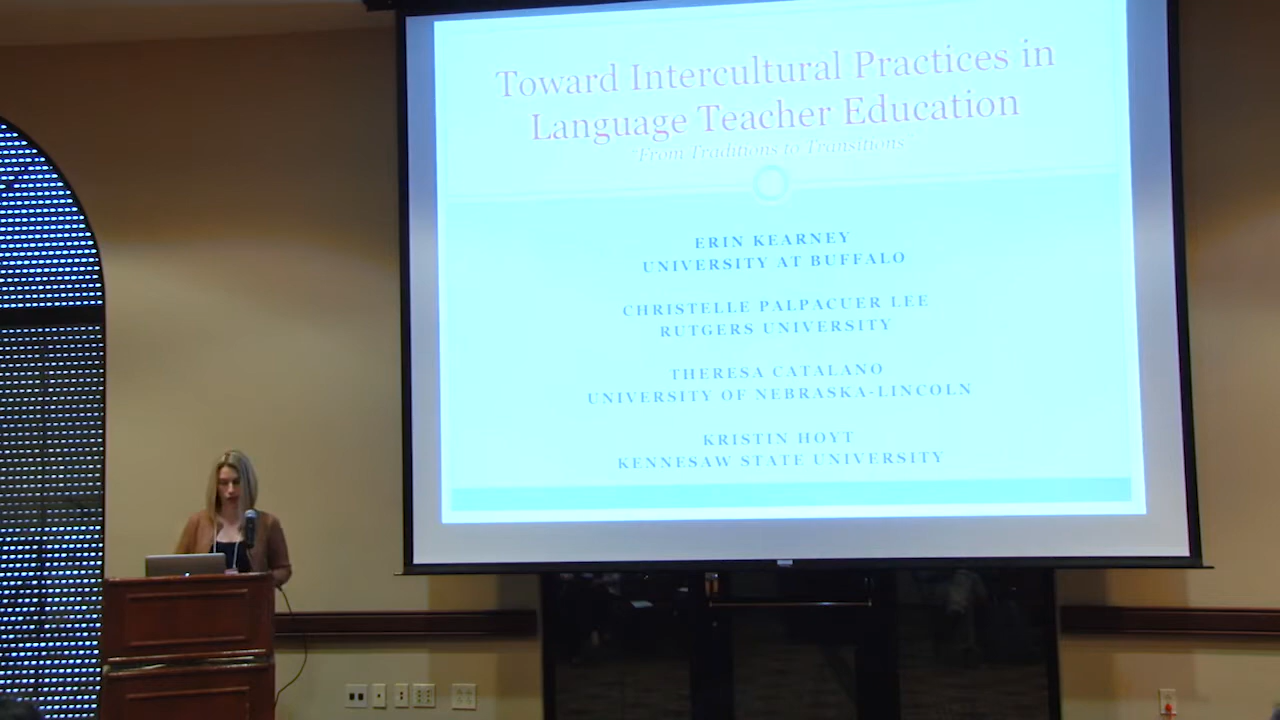 Toward Intercultural Practices in
Language Teacher Education
"From Traditions to Transitions"
ERIN KEARNEY
UNIVERSITY AT BUFFALO
CHRISTELLE PALPACUER LEE
RUTGERS UNIVERSITY
THERESA CATALANO
UNIVERSITY OF NEBRASKA-LINCOLN
KRISTIN HOYT
KENNESAW STATE UNIVERSITY